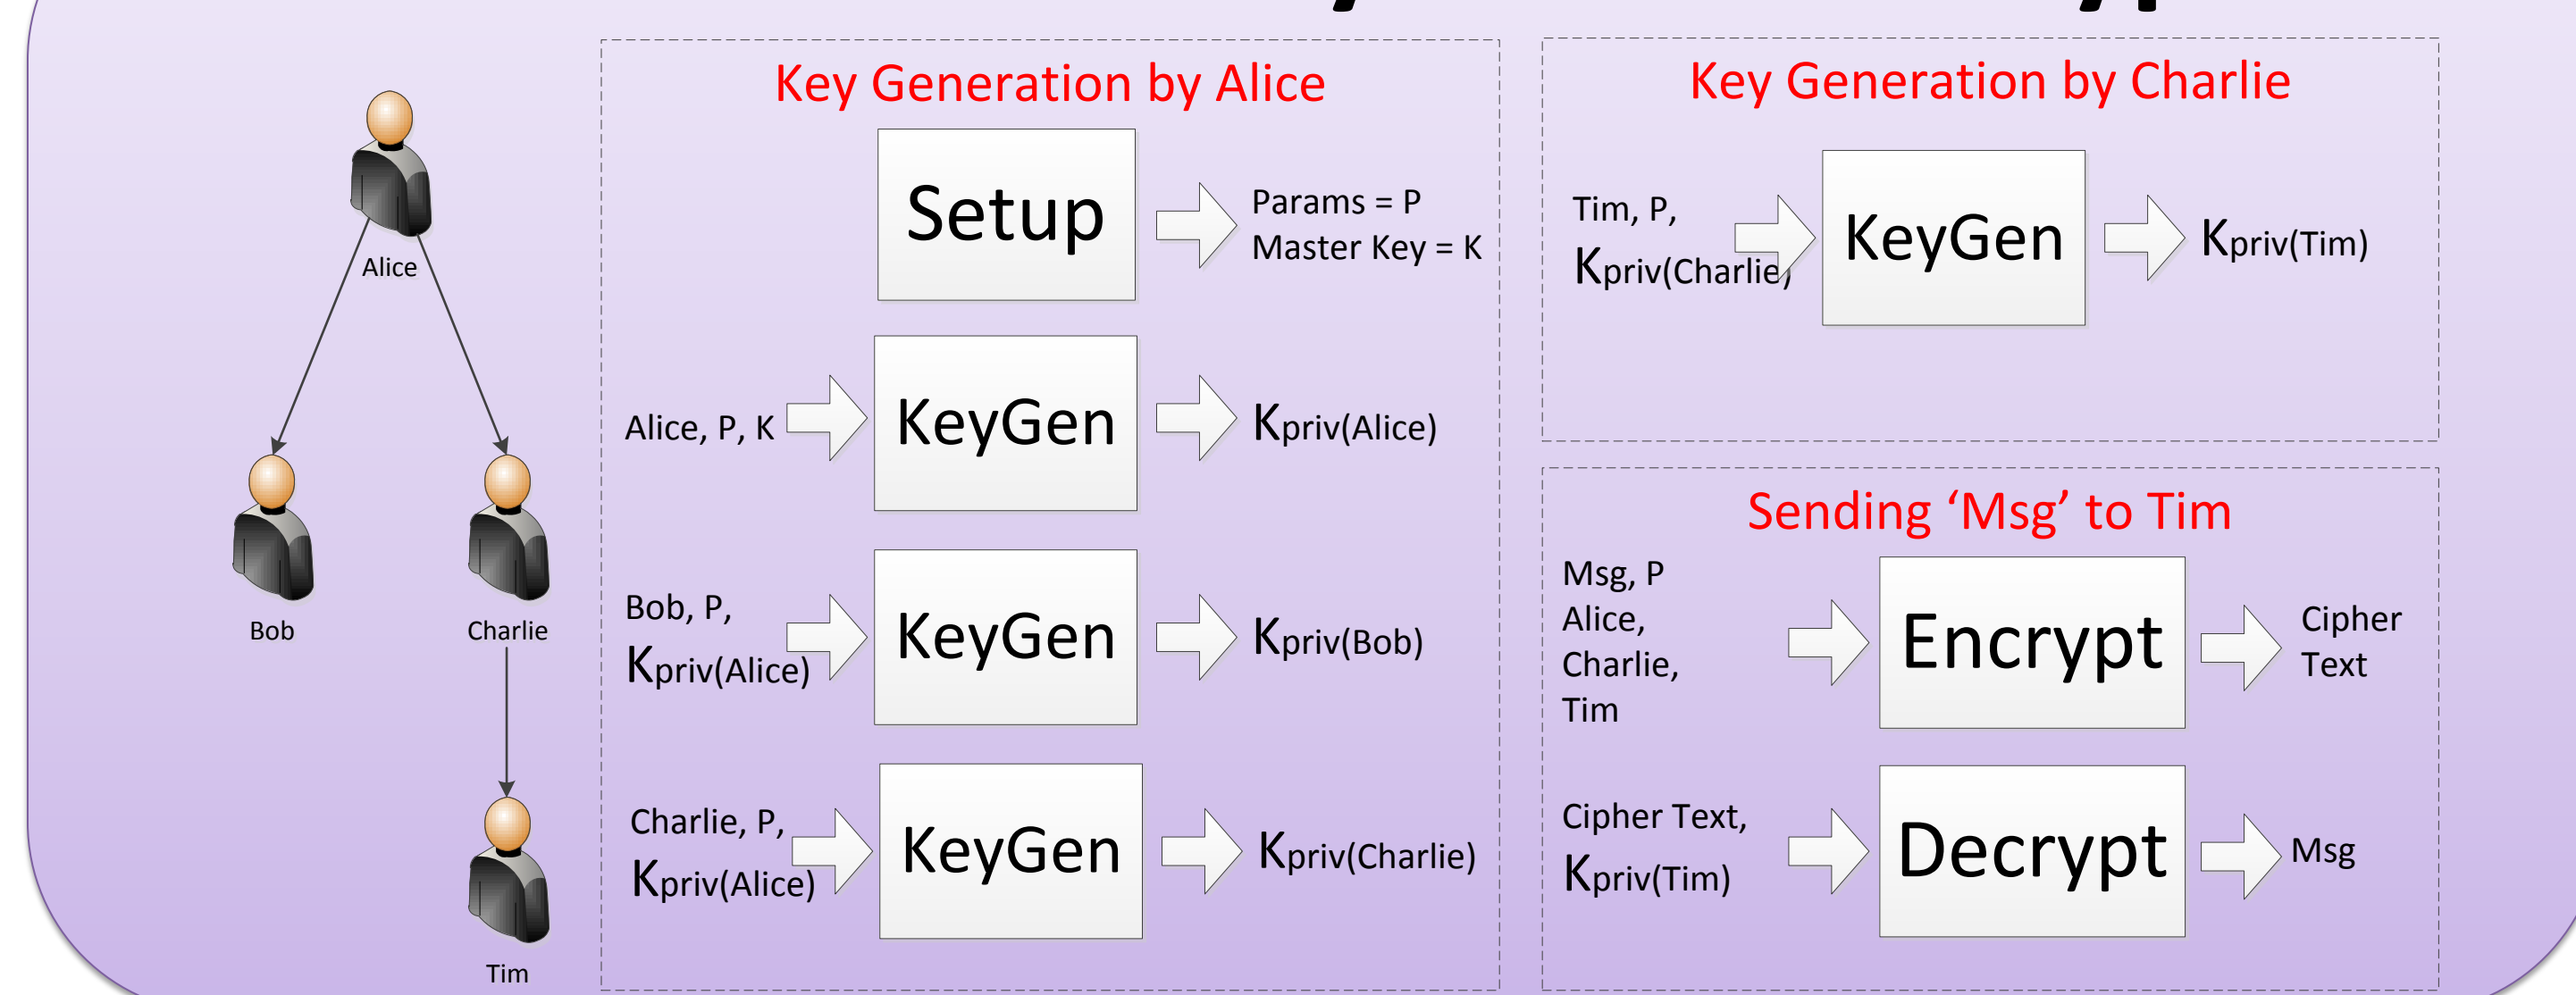 Alice
Bob
Charlie
Tim
Key Generation by Alice
Setup
Params = P
Master Key = K
Alice, P, K
KeyGen
Kpriv(Alice)
Bob, P,
Kpriv(Alice)
KeyGen
Kpriv(Bob)
Charlie, P,
Kpriv(Alice)
KeyGen
Kpriv(Charlie)
Key Generation by Charlie
Tim, P,
Kpriv(Charlie)
KeyGen
Kpriv(Tim)
Sending ‘Msg’ to Tim
Msg, P
Alice,
Charlie,
Tim
Encrypt
Cipher
Text
Cipher Text,
Kpriv(Tim)
Decrypt
Msg